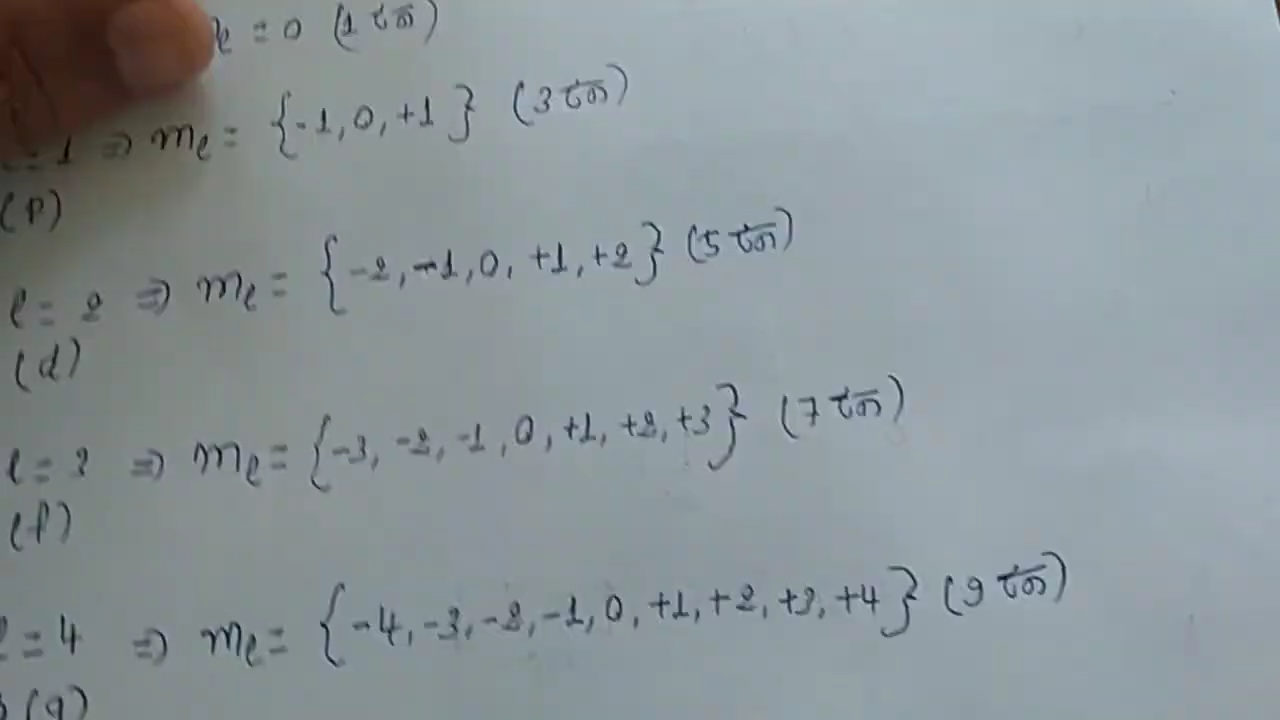 = 0 (1 টি)
= 1 => mℓ = {-1, 0, +1} (3 টি)
(p)
ℓ = 2 => mℓ = {-2, -1, 0, +1, +2} (5 টি)
(d)
ℓ = 3 => mℓ = {-3, -2, -1, 0, +1, +2, +3} (7 টি)
(f)
ℓ = 4 => mℓ = {-4, -3, -2, -1, 0, +1, +2, +3, +4} (9 টি)
(g)